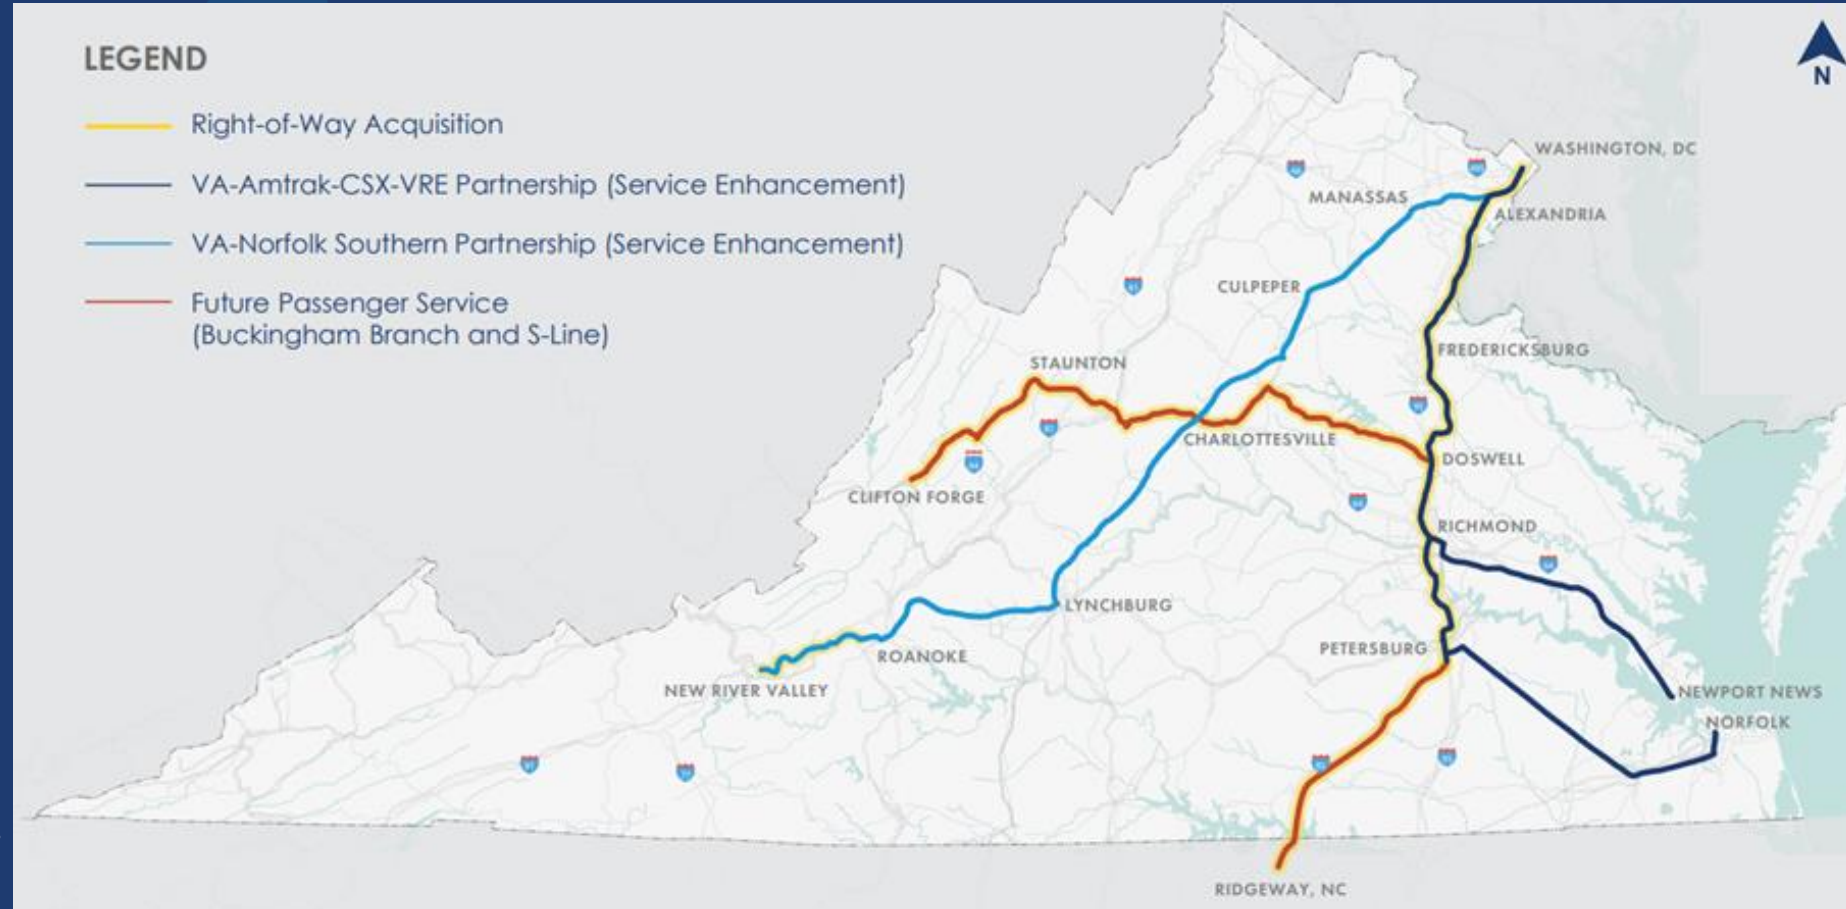 LEGEND
Right-of-Way Acquisition
VA-Amtrak-CSX-VRE Partnership (Service Enhancement)
VA-Norfolk Southern Partnership (Service Enhancement)
Future Passenger Service
(Buckingham Branch and S-Line)
N
WASHINGTON, DC
MANASSAS
ALEXANDRIA
CULPEPER
FREDERICKSBURG
STAUNTON
CHARLOTTESVILLE
DOSWELL
CLIFTON FORGE
RICHMOND
LYNCHBURG
PETERSBURG
ROANOKE
NEW RIVER VALLEY
NEWPORT NEWS
NORFOLK
RIDGEWAY, NC